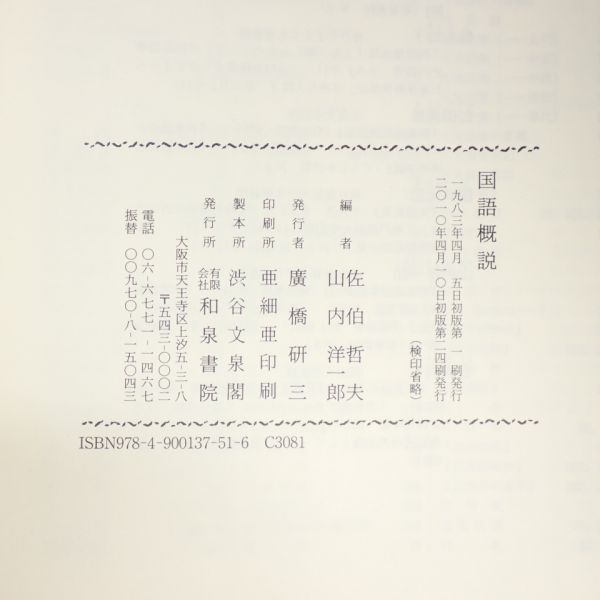 国語概説
一九八三年四月 五日初版第 一 刷発行
二〇一〇年四月一〇日初版第二四刷発行
(検印省略)
編者 佐伯哲夫
山内洋一郎
発行者 廣橋研三
印刷所 亜細亜印刷
製本所 渋谷文泉閣
発行所 有限会社 和泉書院
大阪市天王寺区上汐五-三-八
〒五四三-〇〇〇二
電話 〇六-六七七一-一四六七
振替 〇〇九七〇-八-一五〇四三
ISBN978-4-900137-51-6 C3081